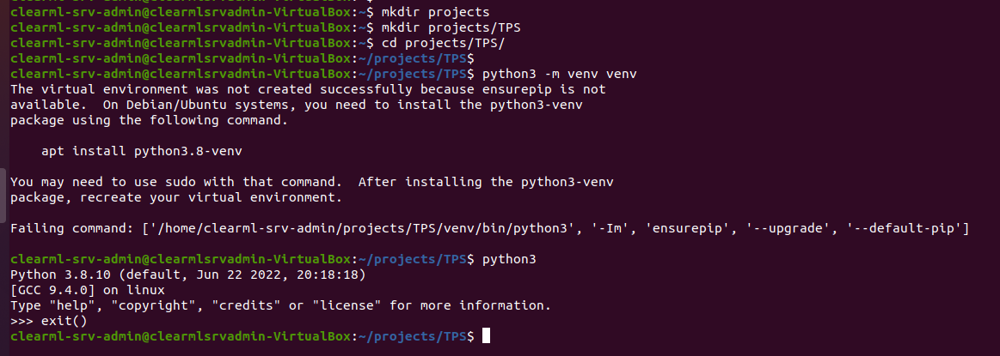 clearml-srv-admin@clearmlsrvadmin-VirtualBox:~$ mkdir projects
clearml-srv-admin@clearmlsrvadmin-VirtualBox:~$ mkdir projects/TPS
clearml-srv-admin@clearmlsrvadmin-VirtualBox:~$ cd projects/TPS/
clearml-srv-admin@clearmlsrvadmin-VirtualBox:~/projects/TPS$
clearml-srv-admin@clearmlsrvadmin-VirtualBox:~/projects/TPS$ python3 -m venv venv
The virtual environment was not created successfully because ensurepip is not
available.  On Debian/Ubuntu systems, you need to install the python3-venv
package using the following command.
    apt install python3.8-venv
You may need to use sudo with that command.  After installing the python3-venv
package, recreate your virtual environment.
Failing command: ['/home/clearml-srv-admin/projects/TPS/venv/bin/python3', '-Im', 'ensurepip', '--upgrade', '--default-pip']
clearml-srv-admin@clearmlsrvadmin-VirtualBox:~/projects/TPS$ python3
Python 3.8.10 (default, Jun 22 2022, 20:18:18)
[GCC 9.4.0] on linux
Type "help", "copyright", "credits" or "license" for more information.
>>> exit()
clearml-srv-admin@clearmlsrvadmin-VirtualBox:~/projects/TPS$